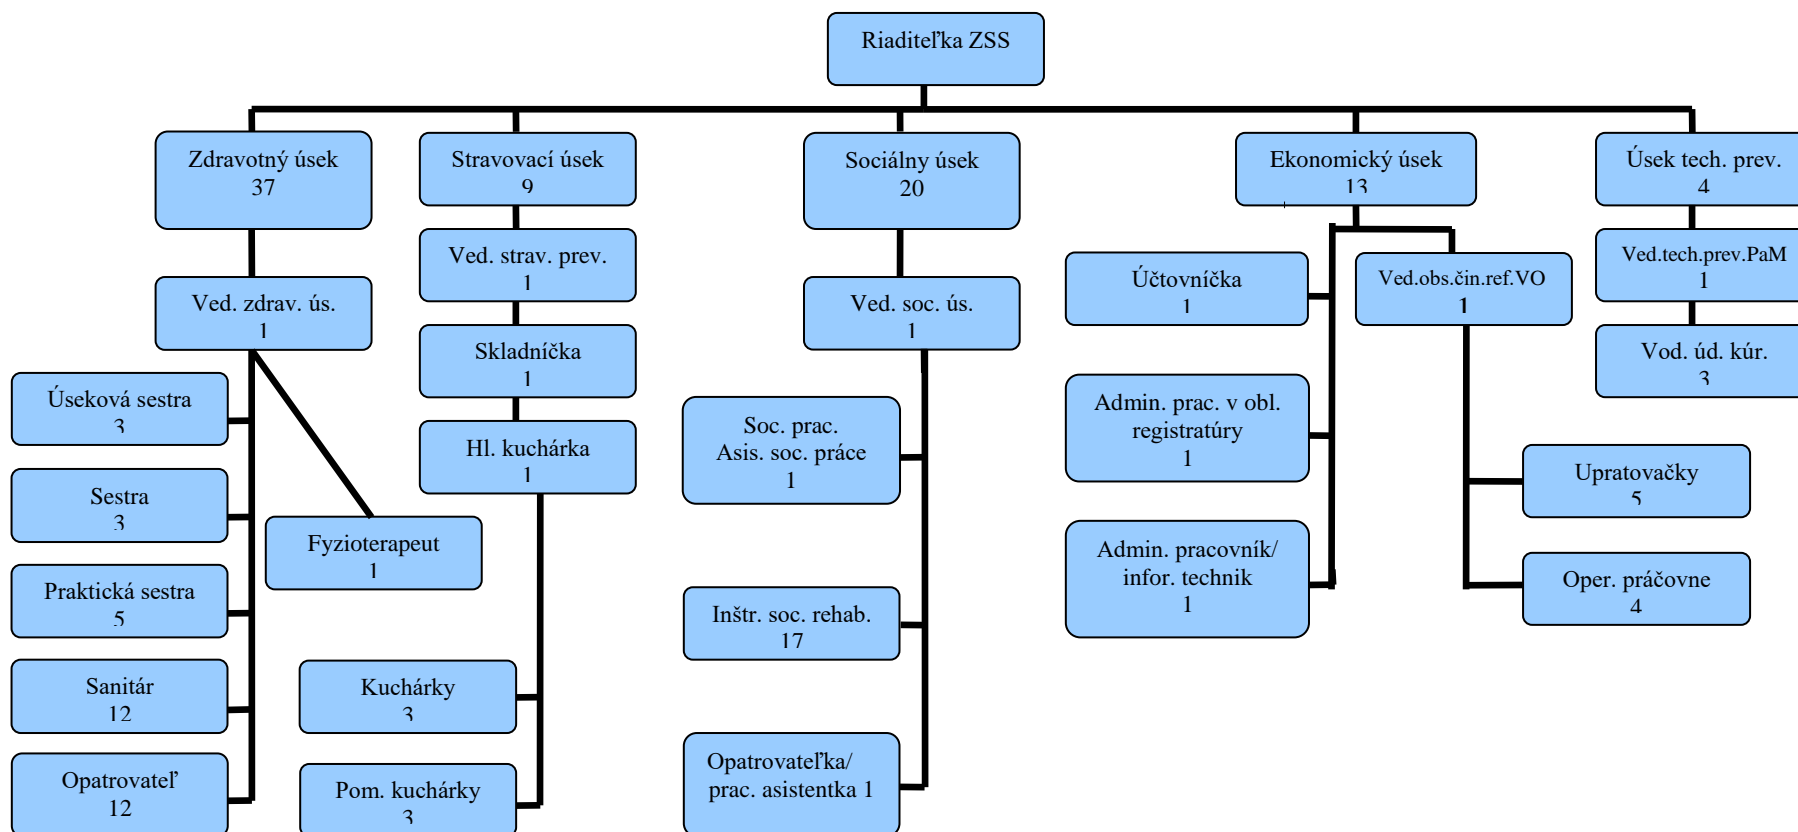 Riaditeľka ZSS
Zdravotný úsek
37
Stravovací úsek
9
Sociálny úsek
20
Ekonomický úsek
13
Úsek tech. prev.
4
Ved. zdrav. ús.
1
Úseková sestra
3
Sestra
3
Praktická sestra
5
Sanitár
12
Opatrovateľ
12
Fyzioterapeut
1
Ved. strav. prev.
1
Skladníčka
1
Hl. kuchárka
1
Kuchárky
3
Pom. kuchárky
3
Ved. soc. ús.
1
Soc. prac.
Asis. soc. práce
1
Inštr. soc. rehab.
17
Opatrovateľka/
prac. asistentka 1
Účtovníčka
1
Admin. prac. v obl.
registratúry
1
Admin. pracovník/
infor. technik
1
Ved.obs.čin.ref.VO
1
Upratovačky
5
Oper. práčovne
4
Ved.tech.prev.PaM
1
Vod. úd. kúr.
3